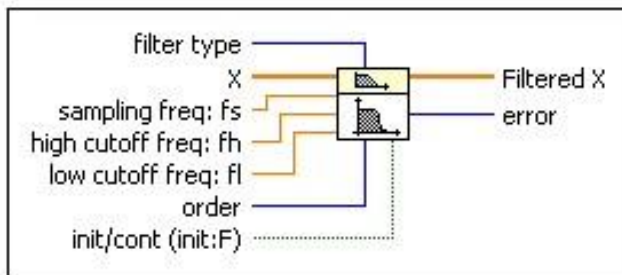 filter type
X
Filtered X
sampling freq: fs
error
high cutoff freq: fh
low cutoff freq: fl
order
init/cont (init:F)